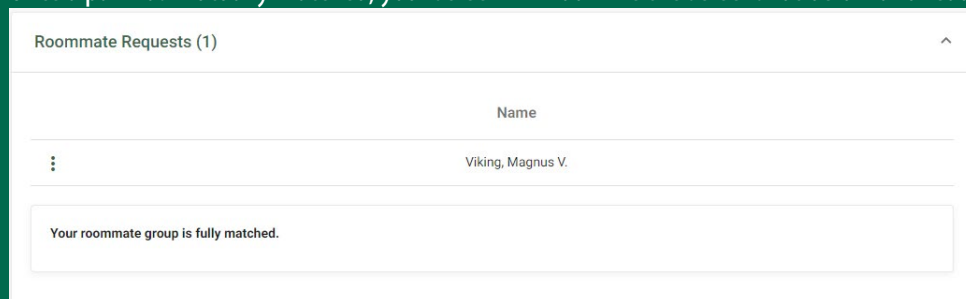 Roommate Requests (1)
Name
Viking, Magnus V.
Your roommate group is fully matched.